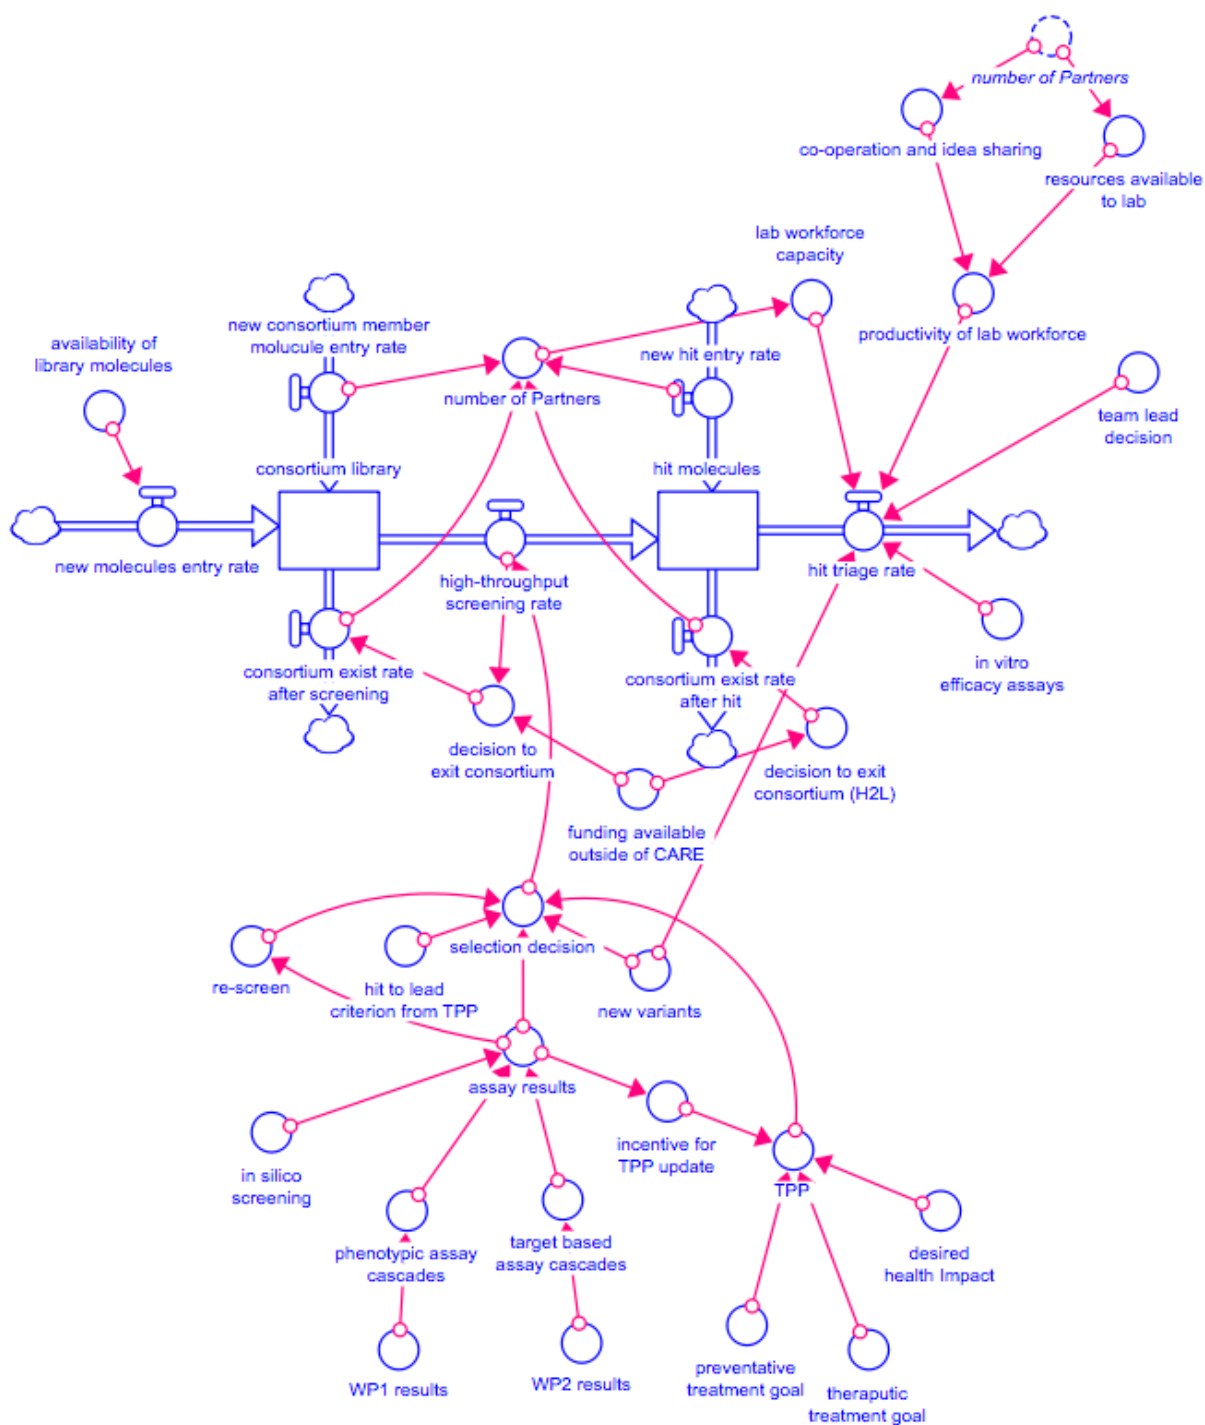 number of Partners
co-operation and idea sharing
resources available
to lab
lab workforce
capacity
new consortium member
molucule entry rate
availability of
library molecules
new hit entry rate
productivity of lab workforce
number of Partners
team lead
decision
consortium library
hit molecules
new molecules entry rate
high-throughput
screening rate
hit triage rate
consortium exist rate
after screening
consortium exist rate
after hit
in vitro
efficacy assays
decision to
exit consortium
decision to exit
consortium (H2L)
funding available
outside of CARE
selection decision
re-screen
hit to lead
criterion from TPP
new variants
assay results
in silico
screening
incentive for
TPP update
TPP
phenotypic assay
cascades
target based
assay cascades
desired
health Impact
WP1 results
WP2 results
preventative
treatment goal
theraputic
treatment goal